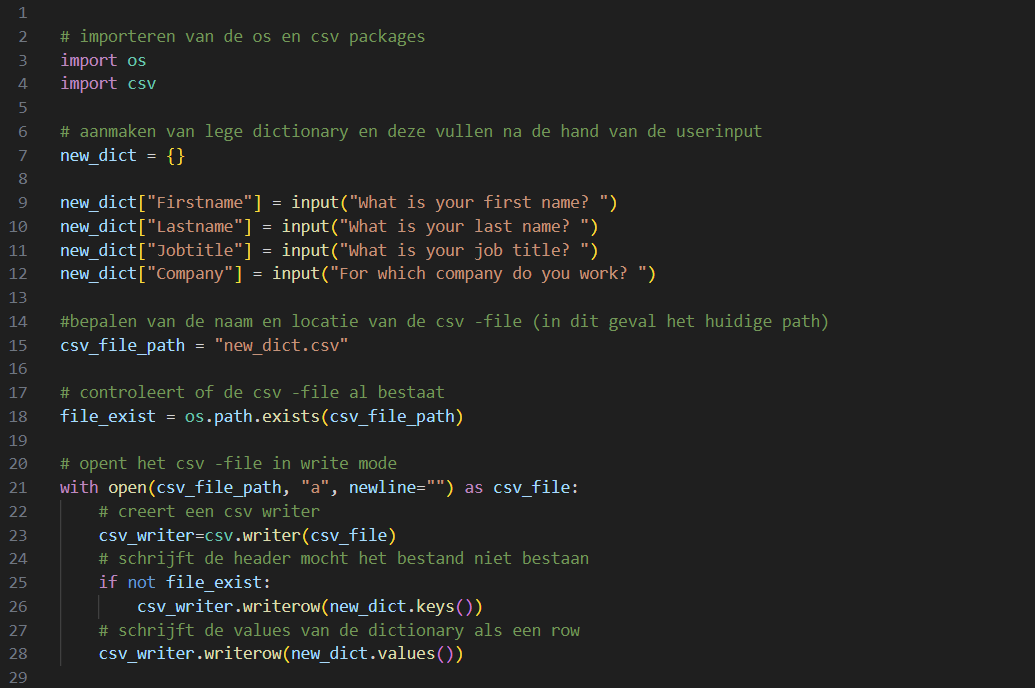 1
2 # importeren van de os en csv packages
3 import os
4 import csv
5
6 # aanmaken van lege dictionary en deze vullen na de hand van de userinput
7 new_dict = {}
8
9 new_dict["Firstname"] = input("What is your first name? ")
10 new_dict["Lastname"] = input("What is your last name? ")
11 new_dict["Jobtitle"] = input("What is your job title? ")
12 new_dict["Company"] = input("For which company do you work? ")
13
14 #bepalen van de naam en locatie van de csv -file (in dit geval het huidige path)
15 csv_file_path = "new_dict.csv"
16
17 # controleert of de csv -file al bestaat
18 file_exist = os.path.exists(csv_file_path)
19
20 # opent het csv -file in write mode
21 with open(csv_file_path, "a", newline="") as csv_file:
22     # creert een csv writer
23     csv_writer=csv.writer(csv_file)
24     # schrijft de header mocht het bestand niet bestaan
25     if not file_exist:
26         csv_writer.writerow(new_dict.keys())
27     # schrijft de values van de dictionary als een row
28     csv_writer.writerow(new_dict.values())
29